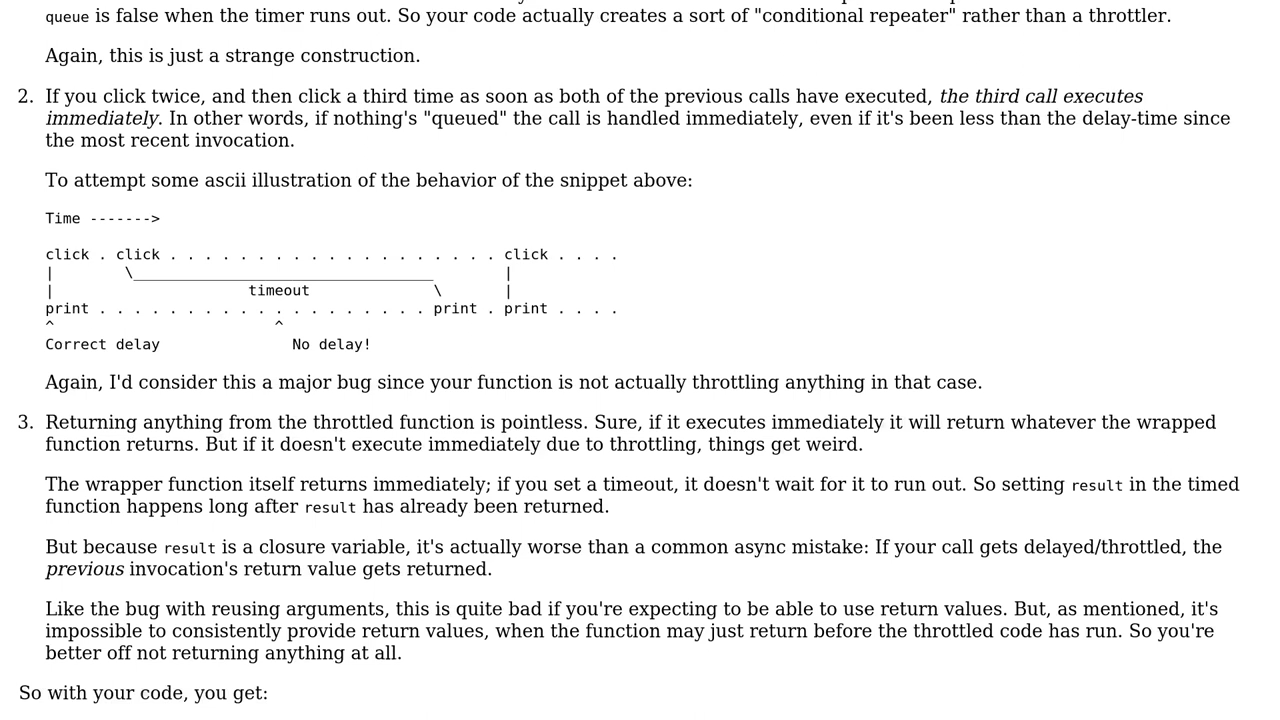 queue is false when the timer runs out. So your code actually creates a sort of "conditional repeater" rather than a throttler.
Again, this is just a strange construction.
2. If you click twice, and then click a third time as soon as both of the previous calls have executed, the third call executes
immediately. In other words, if nothing's "queued" the call is handled immediately, even if it's been less than the delay-time since
the most recent invocation.
To attempt some ascii illustration of the behavior of the snippet above:
Time ------->
click . click . . . . . . . . . . . . . . . . . . . click . . . .
|        \__________________________________        |
|                      timeout              \       |
print . . . . . . . . . . . . . . . . . . . print . print . . . .
^                         ^
Correct delay               No delay!
Again, I'd consider this a major bug since your function is not actually throttling anything in that case.
3. Returning anything from the throttled function is pointless. Sure, if it executes immediately it will return whatever the wrapped
function returns. But if it doesn't execute immediately due to throttling, things get weird.
The wrapper function itself returns immediately; if you set a timeout, it doesn't wait for it to run out. So setting result in the timed
function happens long after result has already been returned.
But because result is a closure variable, it's actually worse than a common async mistake: If your call gets delayed/throttled, the
previous invocation's return value gets returned.
Like the bug with reusing arguments, this is quite bad if you're expecting to be able to use return values. But, as mentioned, it's
impossible to consistently provide return values, when the function may just return before the throttled code has run. So you're
better off not returning anything at all.
So with your code, you get: